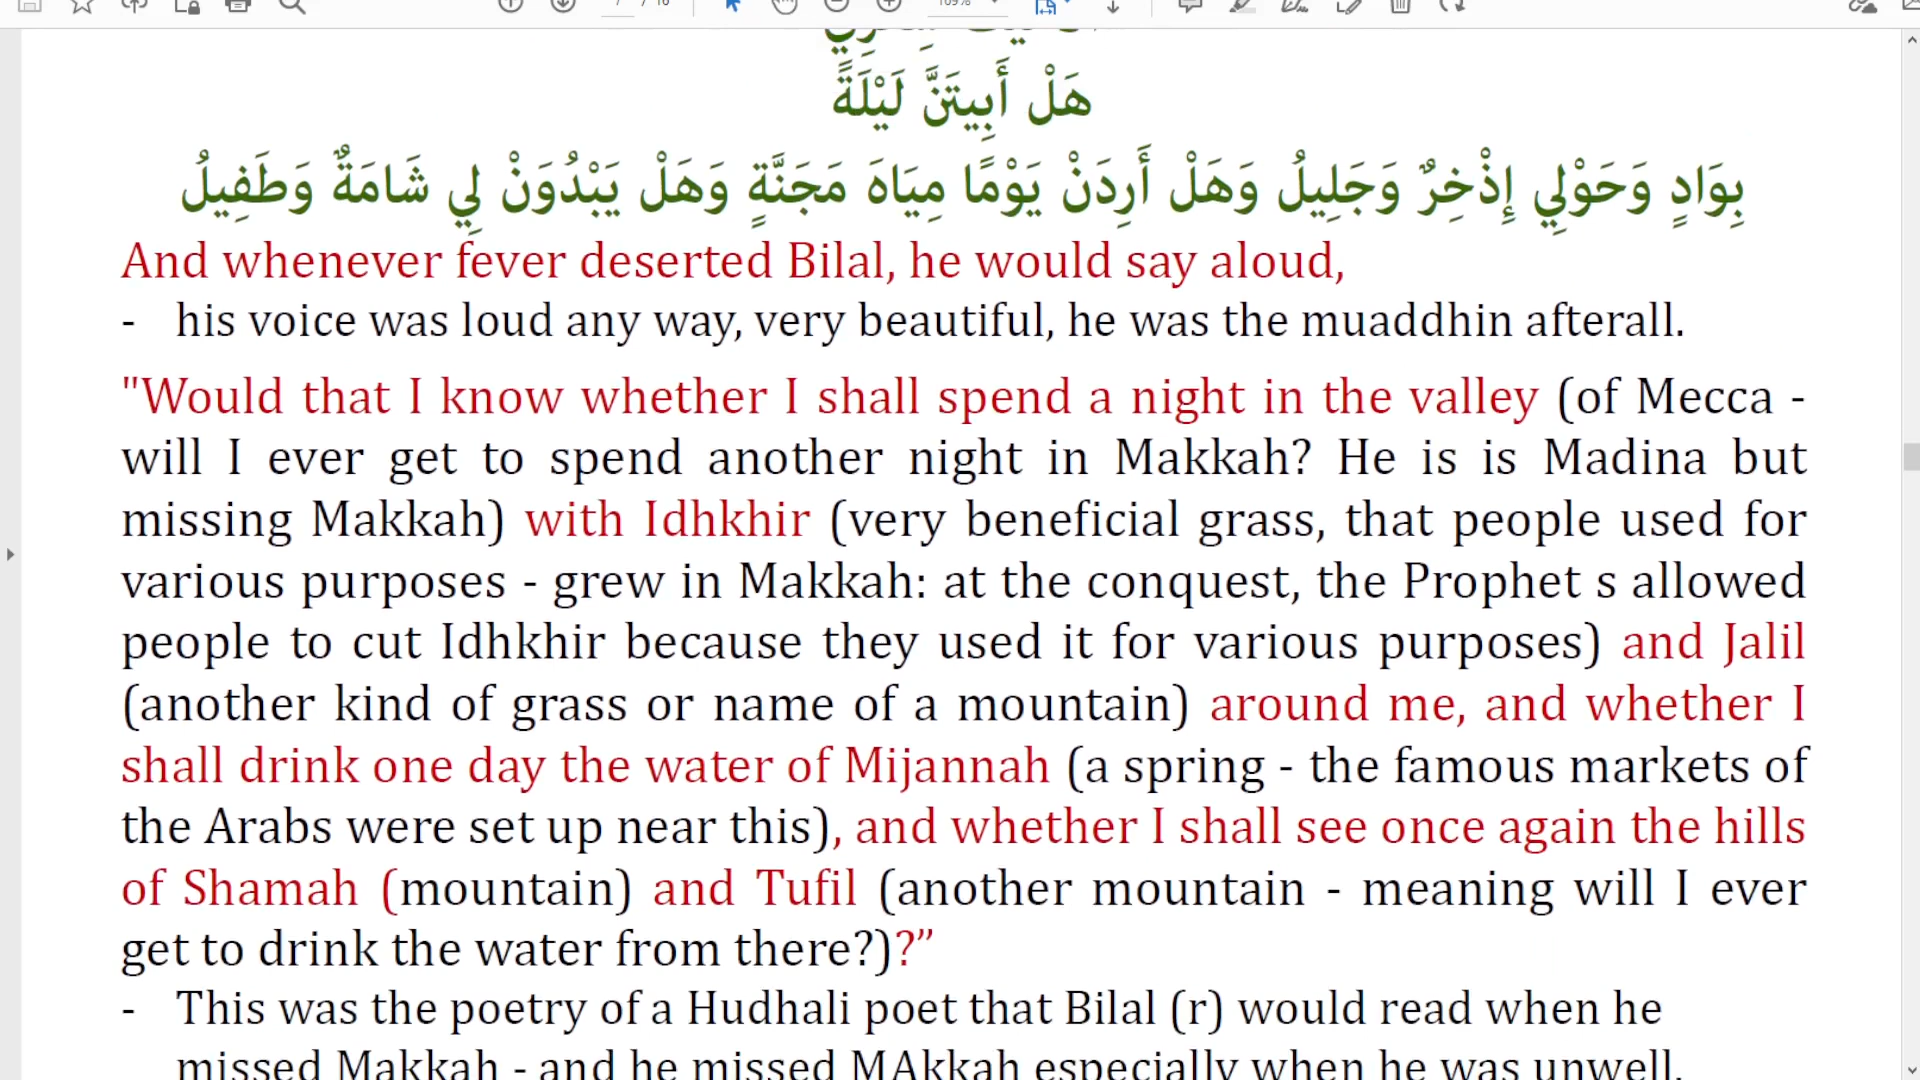 7 / 16
109%
هَلْ أَبِيتَنَّ لَيْلَةً
بِوَادٍ وَحَوْلِي إِذْخِرٌ وَجَلِيلُ وَهَلْ أَرِدَنْ يَوْمًا مِيَاهَ مَجَنَّةٍ وَهَلْ يَبْدُوَنْ لِي شَامَةٌ وَطَفِيلُ
And whenever fever deserted Bilal, he would say aloud,
- his voice was loud any way, very beautiful, he was the muaddhin afterall.
"Would that I know whether I shall spend a night in the valley (of Mecca -
will I ever get to spend another night in Makkah? He is is Madina but
missing Makkah) with Idhkhir (very beneficial grass, that people used for
various purposes - grew in Makkah: at the conquest, the Prophet s allowed
people to cut Idhkhir because they used it for various purposes) and Jalil
(another kind of grass or name of a mountain) around me, and whether I
shall drink one day the water of Mijannah (a spring - the famous markets of
the Arabs were set up near this), and whether I shall see once again the hills
of Shamah (mountain) and Tufil (another mountain - meaning will I ever
get to drink the water from there?)?”
- This was the poetry of a Hudhali poet that Bilal (r) would read when he
missed Makkah - and he missed MAkkah especially when he was unwell.